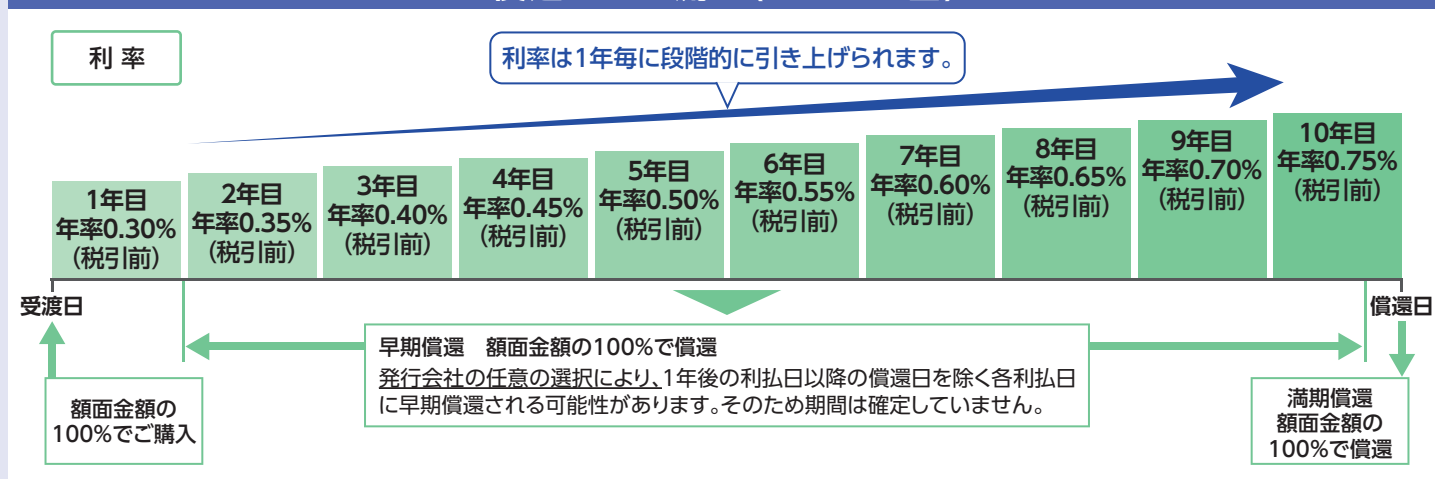 利 率
利率は1年毎に段階的に引き上げられます。
1年目
年率0.30%
(税引前)
2年目
年率0.35%
(税引前)
3年目
年率0.40%
(税引前)
4年目
年率0.45%
(税引前)
5年目
年率0.50%
(税引前)
6年目
年率0.55%
(税引前)
7年目
年率0.60%
(税引前)
8年目
年率0.65%
(税引前)
9年目
年率0.70%
(税引前)
10年目
年率0.75%
(税引前)
受渡日
償還日
早期償還 額面金額の100%で償還
発行会社の任意の選択により、1年後の利払日以降の償還日を除く各利払日
に早期償還される可能性があります。そのため期間は確定していません。
額面金額の
100%でご購入
満期償還
額面金額の
100%で償還